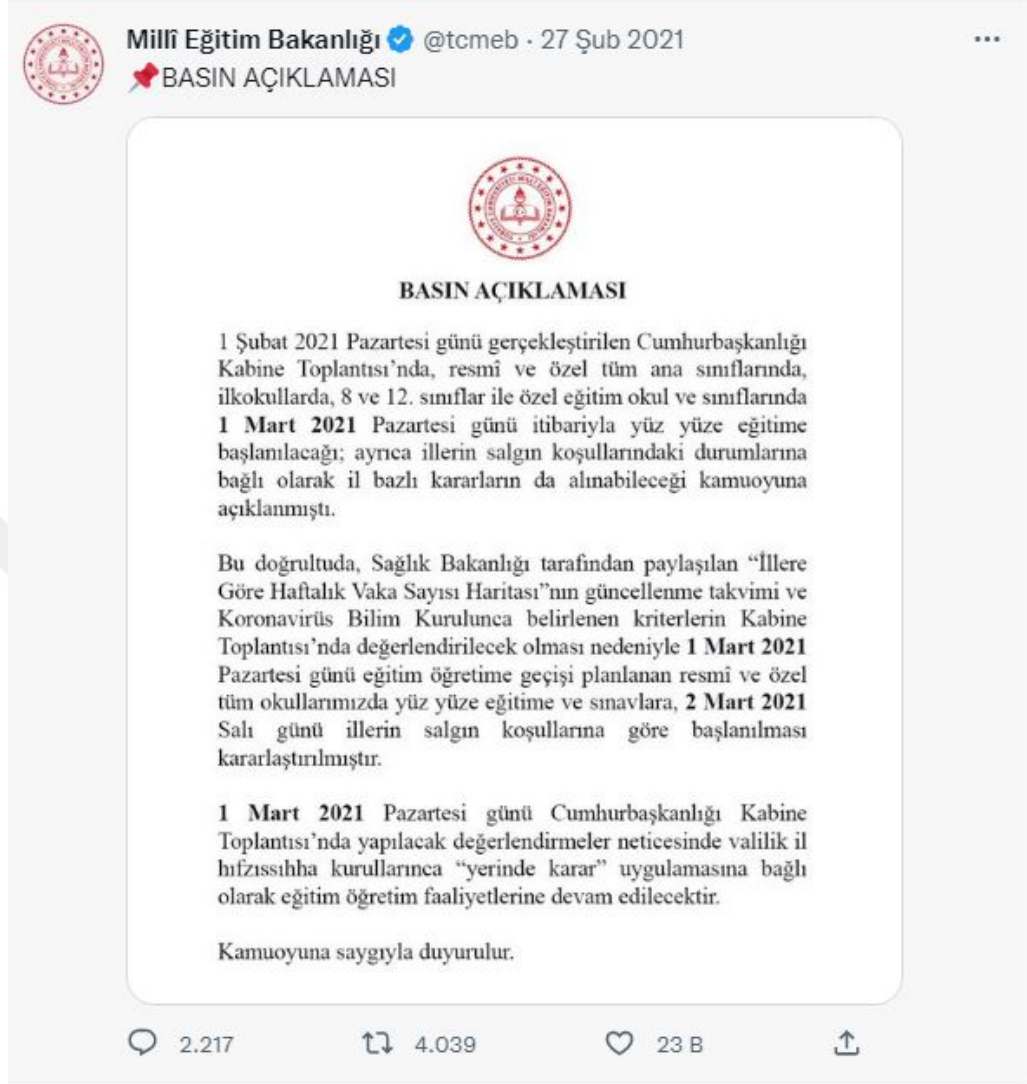 Millî Eğitim Bakanlığı @tcmeb · 27 Şub 2021
BASIN AÇIKLAMASI
BASIN AÇIKLAMASI
1 Şubat 2021 Pazartesi günü gerçekleştirilen Cumhurbaşkanlığı
Kabine Toplantısı’nda, resmî ve özel tüm ana sınıflarında,
ilkokullarda, 8 ve 12. sınıflar ile özel eğitim okul ve sınıflarında
1 Mart 2021 Pazartesi günü itibariyla yüz yüze eğitime
başlanılacağı; ayrıca illerin salgın koşullarındaki durumlarına
bağlı olarak il bazlı kararların da alınabileceği kamuoyuna
açıklanmıştı.
Bu doğrultuda, Sağlık Bakanlığı tarafından paylaşılan “İllere
Göre Haftalık Vaka Sayısı Haritası”nın güncellenme takvimi ve
Koronavirüs Bilim Kurulunca belirlenen kriterlerin Kabine
Toplantısı’nda değerlendirilecek olması nedeniyle 1 Mart 2021
Pazartesi günü eğitim öğretime geçişi planlanan resmî ve özel
tüm okullarımızda yüz yüze eğitime ve sınavlara, 2 Mart 2021
Salı günü illerin salgın koşullarına göre başlanılması
kararlaştırılmıştır.
1 Mart 2021 Pazartesi günü Cumhurbaşkanlığı Kabine
Toplantısı’nda yapılacak değerlendirmeler neticesinde valilik il
hıfzıssıhha kurullarınca “yerinde karar” uygulamasına bağlı
olarak eğitim öğretim faaliyetlerine devam edilecektir.
Kamuoyuna saygıyla duyurulur.
2.217 4.039 23 B